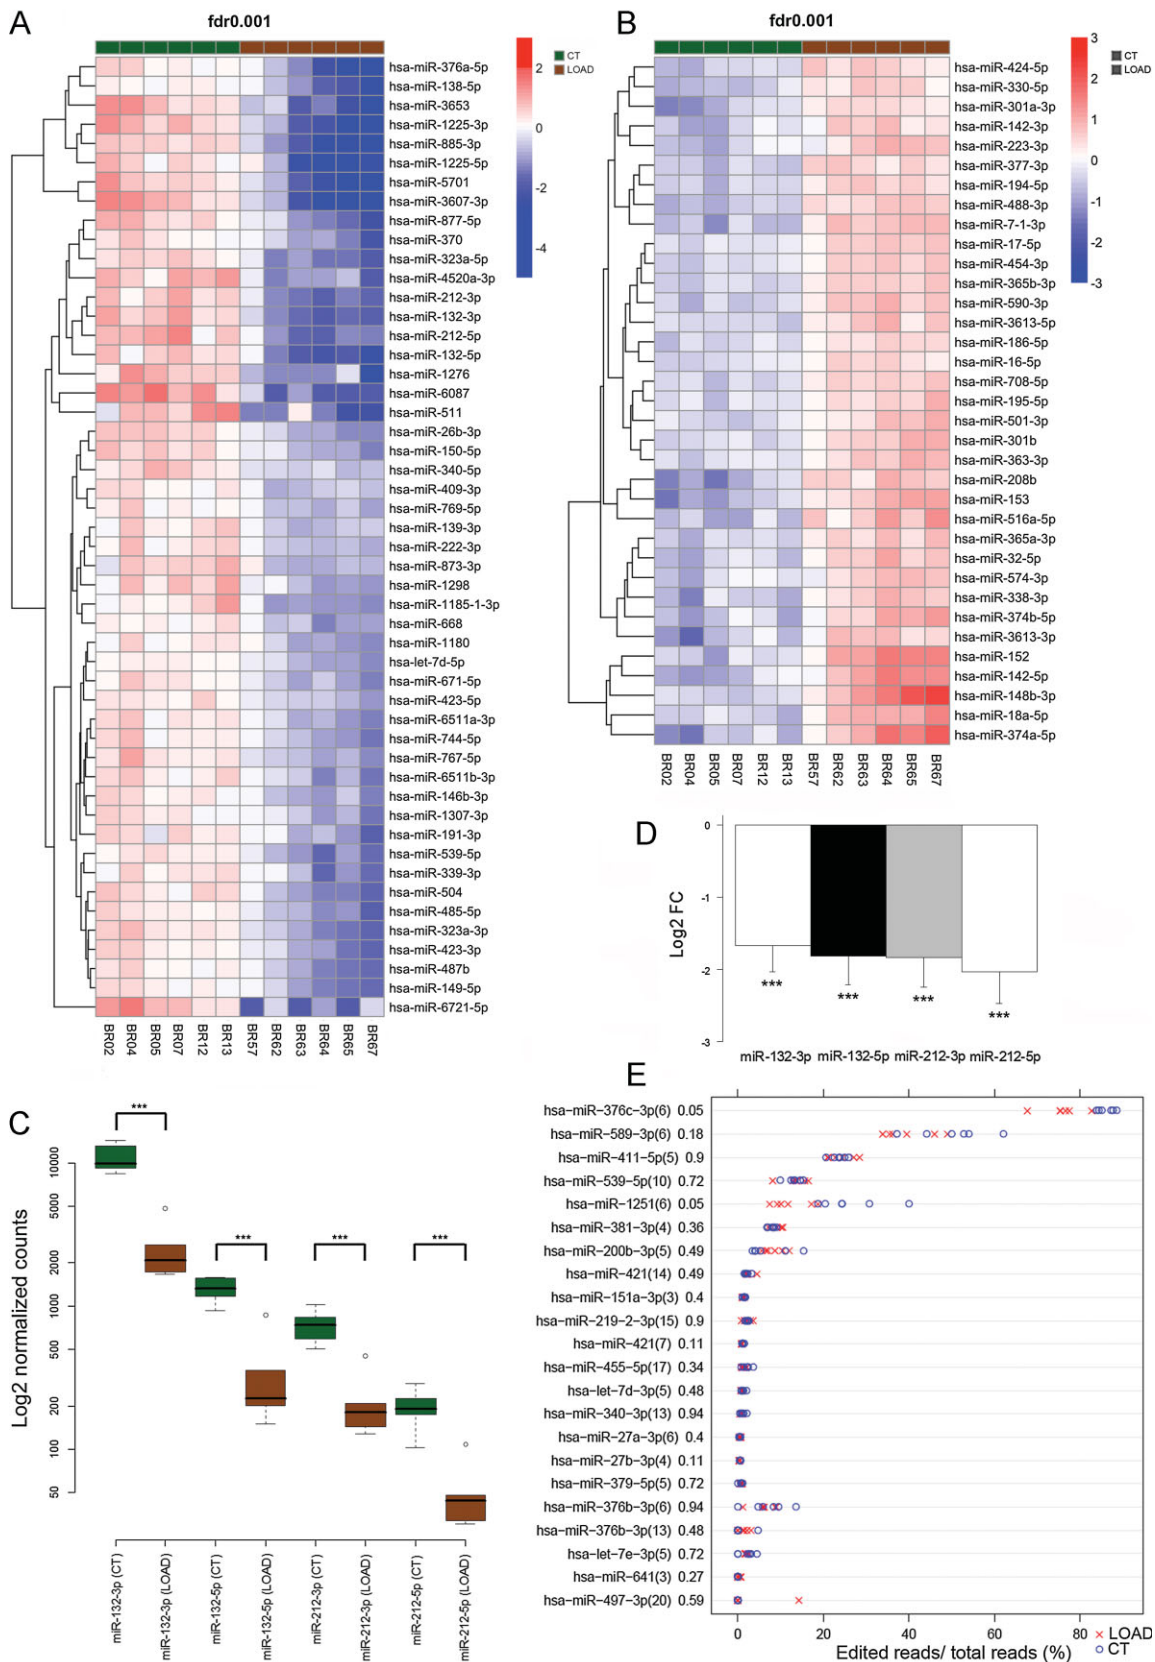 A
fdr0.001
CT
LOAD
2
0
-2
-4
hsa-miR-376a-5p
hsa-miR-138-5p
hsa-miR-3653
hsa-miR-1225-3p
hsa-miR-885-3p
hsa-miR-1225-5p
hsa-miR-5701
hsa-miR-3607-3p
hsa-miR-877-5p
hsa-miR-370
hsa-miR-323a-5p
hsa-miR-4520a-3p
hsa-miR-212-3p
hsa-miR-132-3p
hsa-miR-212-5p
hsa-miR-132-5p
hsa-miR-1276
hsa-miR-6087
hsa-miR-511
hsa-miR-26b-3p
hsa-miR-150-5p
hsa-miR-340-5p
hsa-miR-409-3p
hsa-miR-769-5p
hsa-miR-139-3p
hsa-miR-222-3p
hsa-miR-873-3p
hsa-miR-1298
hsa-miR-1185-1-3p
hsa-miR-668
hsa-miR-1180
hsa-let-7d-5p
hsa-miR-671-5p
hsa-miR-423-5p
hsa-miR-6511a-3p
hsa-miR-744-5p
hsa-miR-767-5p
hsa-miR-6511b-3p
hsa-miR-146b-3p
hsa-miR-1307-3p
hsa-miR-191-3p
hsa-miR-539-5p
hsa-miR-339-3p
hsa-miR-504
hsa-miR-485-5p
hsa-miR-323a-3p
hsa-miR-423-3p
hsa-miR-487b
hsa-miR-149-5p
hsa-miR-6721-5p
BR02 BR04 BR05 BR07 BR12 BR13 BR57 BR62 BR63 BR64 BR65 BR67
B
fdr0.001
CT
LOAD
3
2
1
0
-1
-2
-3
hsa-miR-424-5p
hsa-miR-330-5p
hsa-miR-301a-3p
hsa-miR-142-3p
hsa-miR-223-3p
hsa-miR-377-3p
hsa-miR-194-5p
hsa-miR-488-3p
hsa-miR-7-1-3p
hsa-miR-17-5p
hsa-miR-454-3p
hsa-miR-365b-3p
hsa-miR-590-3p
hsa-miR-3613-5p
hsa-miR-186-5p
hsa-miR-16-5p
hsa-miR-708-5p
hsa-miR-195-5p
hsa-miR-501-3p
hsa-miR-301b
hsa-miR-363-3p
hsa-miR-208b
hsa-miR-153
hsa-miR-516a-5p
hsa-miR-365a-3p
hsa-miR-32-5p
hsa-miR-574-3p
hsa-miR-338-3p
hsa-miR-374b-5p
hsa-miR-3613-3p
hsa-miR-152
hsa-miR-142-5p
hsa-miR-148b-3p
hsa-miR-18a-5p
hsa-miR-374a-5p
BR02 BR04 BR05 BR07 BR12 BR13 BR57 BR62 BR63 BR64 BR65 BR67
C
Log2 normalized counts
10000
5000
2000
1000
500
200
100
50
*** *** *** ***
miR-132-3p (CT)
miR-132-3p (LOAD)
miR-132-5p (CT)
miR-132-5p (LOAD)
miR-212-3p (CT)
miR-212-3p (LOAD)
miR-212-5p (CT)
miR-212-5p (LOAD)
D
Log2 FC
0
-1
-2
-3
*** *** *** ***
miR-132-3p miR-132-5p miR-212-3p miR-212-5p
E
hsa-miR-376c-3p(6) 0.05
hsa-miR-589-3p(6) 0.18
hsa-miR-411-5p(5) 0.9
hsa-miR-539-5p(10) 0.72
hsa-miR-1251(6) 0.05
hsa-miR-381-3p(4) 0.36
hsa-miR-200b-3p(5) 0.49
hsa-miR-421(14) 0.49
hsa-miR-151a-3p(3) 0.4
hsa-miR-219-2-3p(15) 0.9
hsa-miR-421(7) 0.11
hsa-miR-455-5p(17) 0.34
hsa-let-7d-3p(5) 0.48
hsa-miR-340-3p(13) 0.94
hsa-miR-27a-3p(6) 0.4
hsa-miR-27b-3p(4) 0.11
hsa-miR-379-5p(5) 0.72
hsa-miR-376b-3p(6) 0.94
hsa-miR-376b-3p(13) 0.48
hsa-let-7e-3p(5) 0.72
hsa-miR-641(3) 0.27
hsa-miR-497-3p(20) 0.59
0 20 40 60 80
Edited reads/ total reads (%)
LOAD
CT